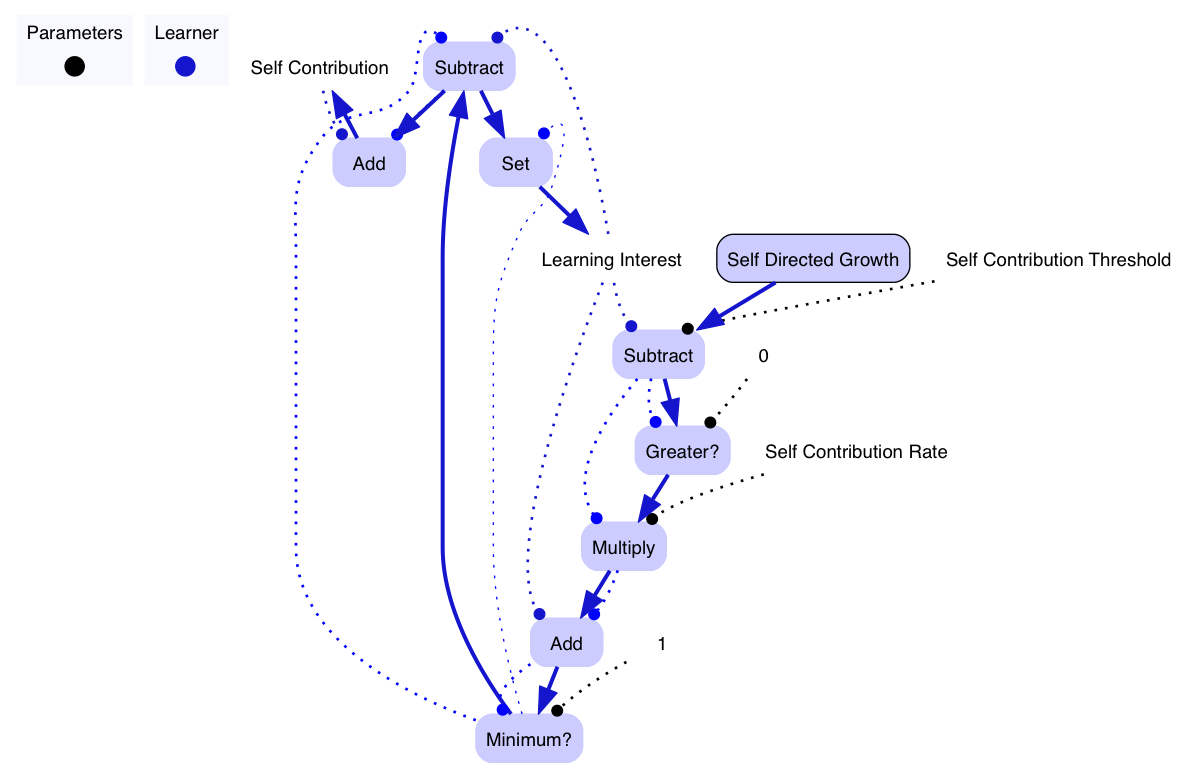 Parameters
Learner
Self Contribution
Subtract
Add
Set
Learning Interest
Self Directed Growth
Self Contribution Threshold
Subtract
0
Greater?
Self Contribution Rate
Multiply
Add
1
Minimum?